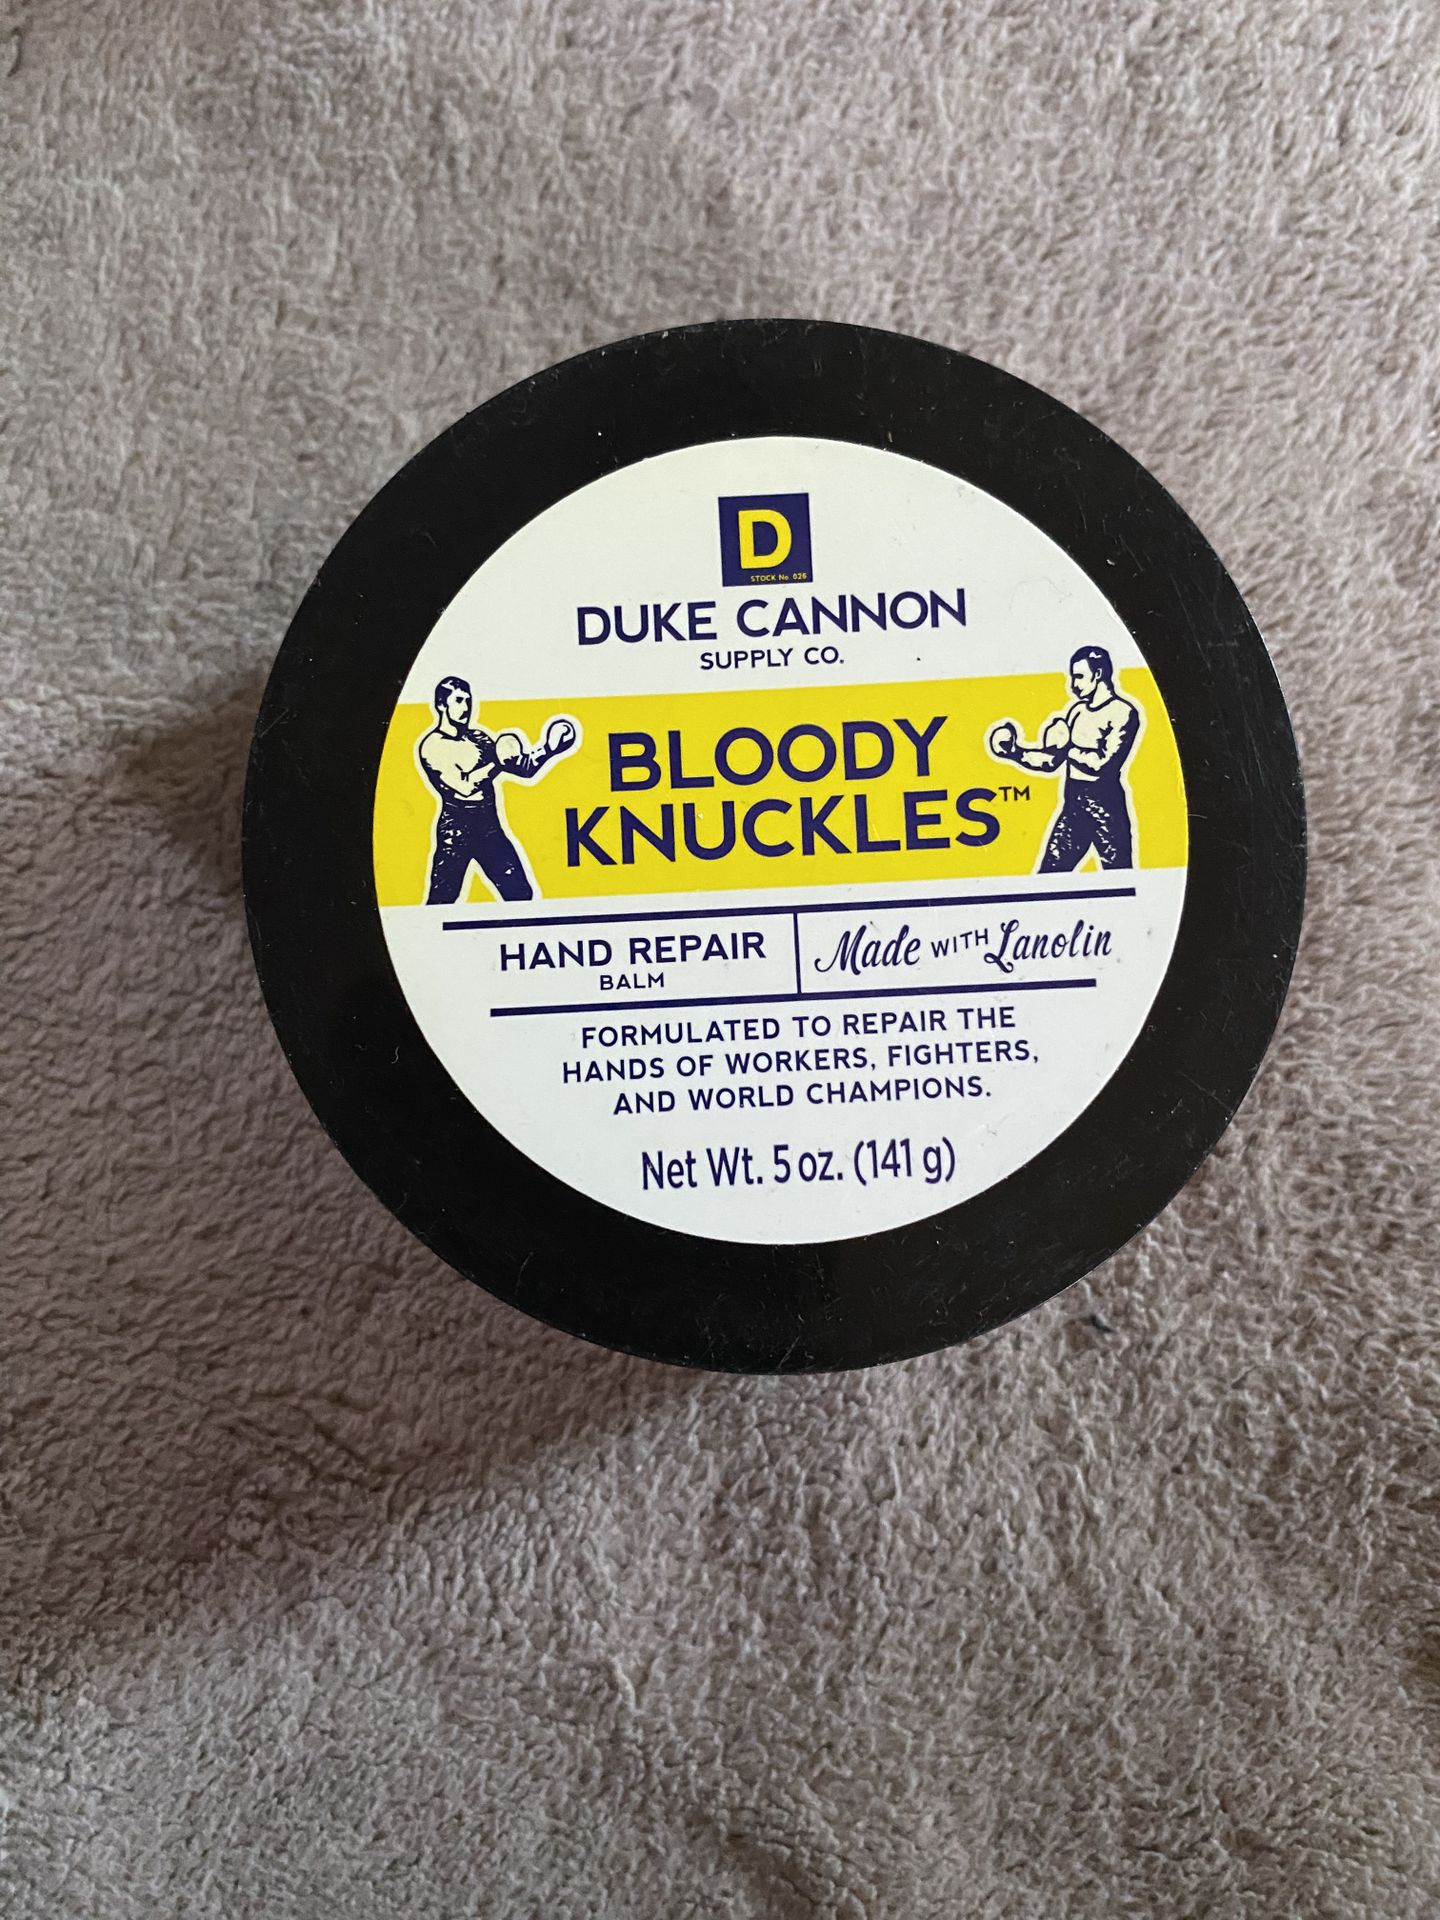 D
STOCK No. 026
DUKE CANNON
SUPPLY CO.
BLOODY
KNUCKLES™
HAND REPAIR
BALM
Made WITH Lanolin
FORMULATED TO REPAIR THE
HANDS OF WORKERS, FIGHTERS,
AND WORLD CHAMPIONS.
Net Wt. 5 oz. (141 g)